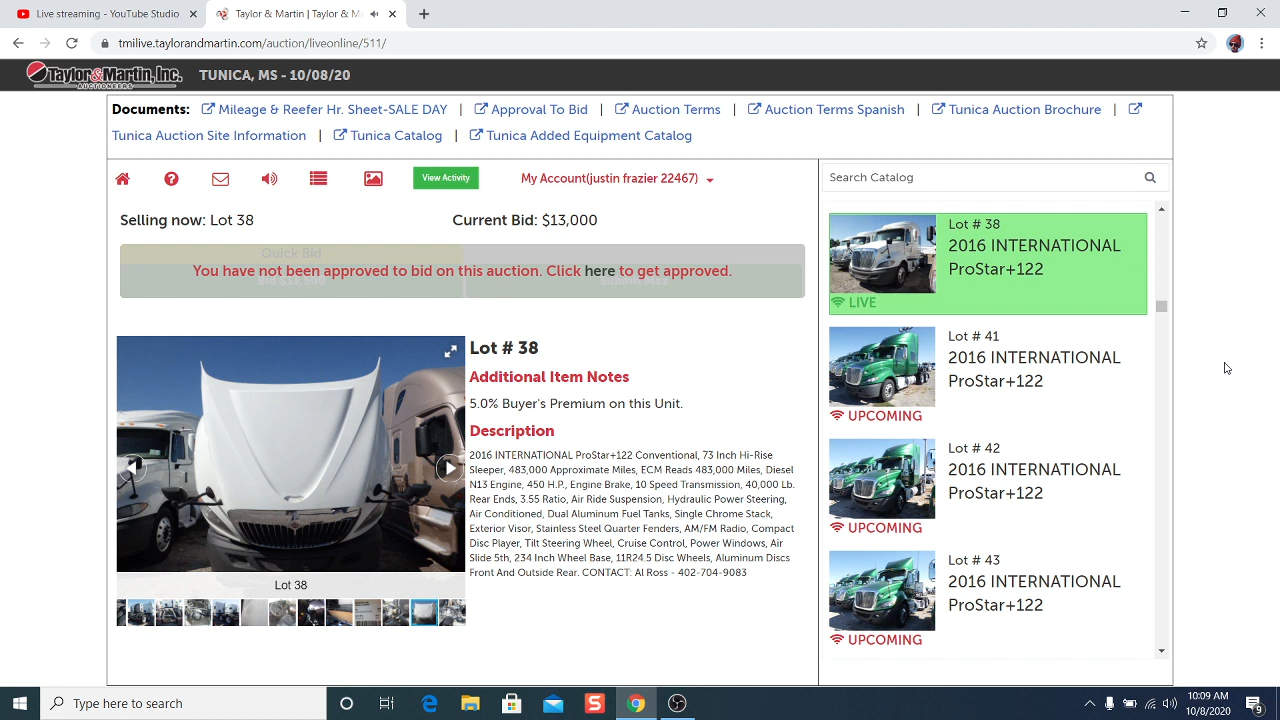 Live streaming - YouTube Studio
Taylor & Martin | Taylor & M
tmilive.taylorandmartin.com/auction/liveonline/511/
Taylor&Martin, Inc.
AUCTIONEERS
TUNICA, MS - 10/08/20
Documents: Mileage & Reefer Hr. Sheet-SALE DAY | Approval To Bid | Auction Terms | Auction Terms Spanish | Tunica Auction Brochure |
Tunica Auction Site Information | Tunica Catalog | Tunica Added Equipment Catalog
View Activity
My Account(justin frazier 22467)
Search Catalog
Selling now: Lot 38
Current Bid: $13,000
Quick Bid
You have not been approved to bid on this auction. Click here to get approved.
Lot # 38
Additional Item Notes
5.0% Buyer's Premium on this Unit.
Description
2016 INTERNATIONAL ProStar+122 Conventional, 73 Inch Hi-Rise
Sleeper, 483,000 Approximate Miles, ECM Reads 483,000 Miles, Diesel
N13 Engine, 450 H.P., Engine Brake, 10 Speed Transmission, 40,000 Lb.
Rear Ends, 3.55 Ratio, Air Ride Suspension, Hydraulic Power Steering,
Air Conditioned, Dual Aluminum Fuel Tanks, Single Chrome Stack,
Exterior Visor, Stainless Steel Quarter Fenders, AM/FM Radio, Compact
Disc Player, Tilt Steering Wheel, Cruise Control, Power Windows, Air
Slide 5th, 234 Inch Wheel Base, 11R24.5 Disc Wheels, Aluminum Discs
Front And Outside Rear. CONTACT: Al Ross - 402-704-9083
Lot 38
Lot # 38
2016 INTERNATIONAL
ProStar+122
LIVE
Lot # 41
2016 INTERNATIONAL
ProStar+122
UPCOMING
Lot # 42
2016 INTERNATIONAL
ProStar+122
UPCOMING
Lot # 43
2016 INTERNATIONAL
ProStar+122
UPCOMING
Type here to search
10:09 AM
10/8/2020
9